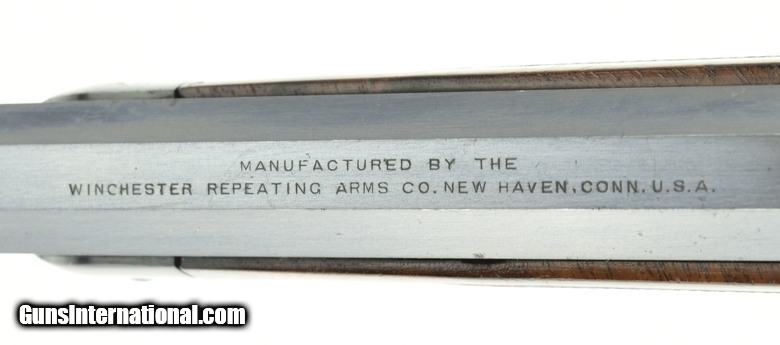 MANUFACTURED BY THE
WINCHESTER REPEATING ARMS CO. NEW HAVEN, CONN. U.S.A.
GunsInternational.com